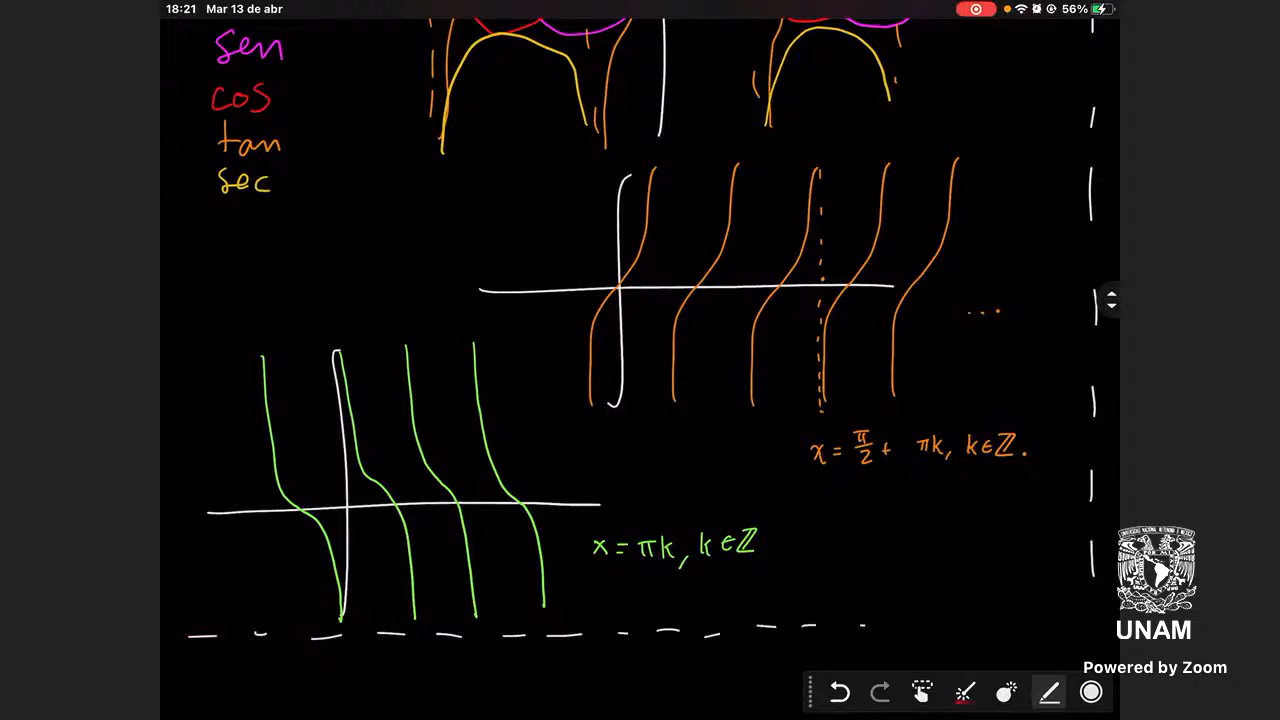 18:21 Mar 13 de abr 56%
sen
cos
tan
sec
...
x = π/2 + πk, k∈ℤ.
x = πk, k∈ℤ
UNAM
Powered by Zoom